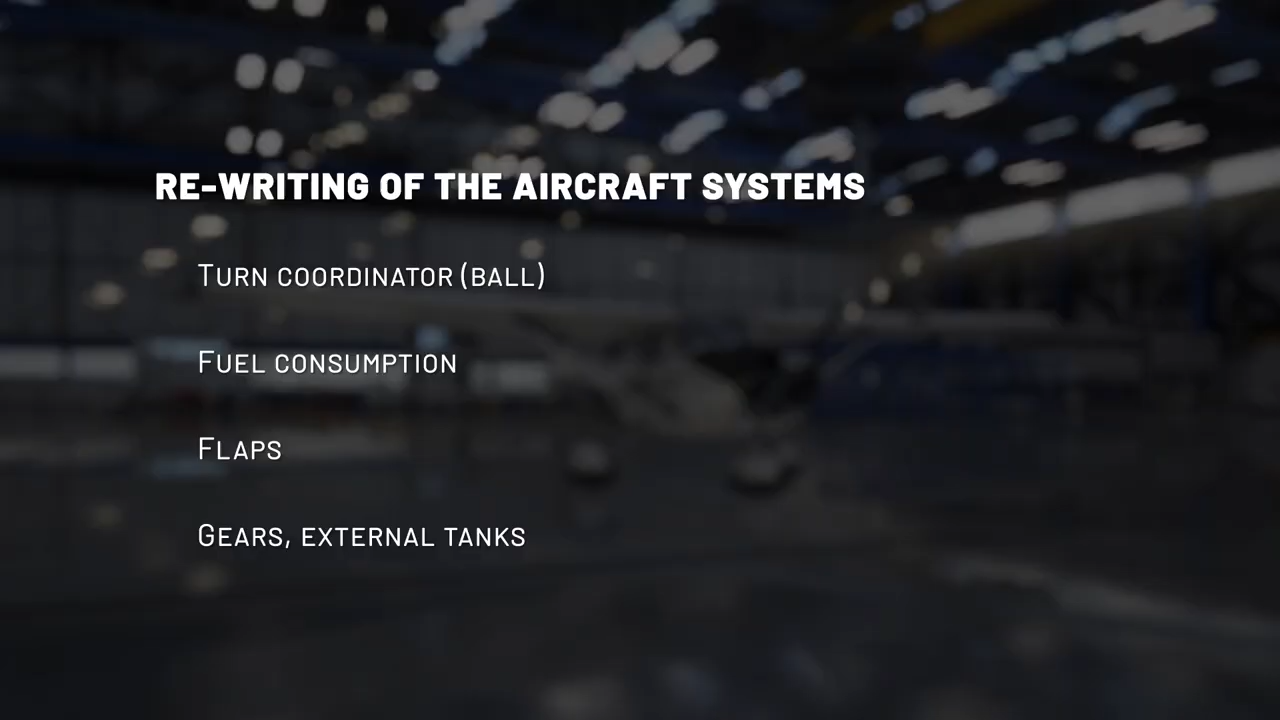 RE-WRITING OF THE AIRCRAFT SYSTEMS
TURN COORDINATOR (BALL)
FUEL CONSUMPTION
FLAPS
GEARS, EXTERNAL TANKS